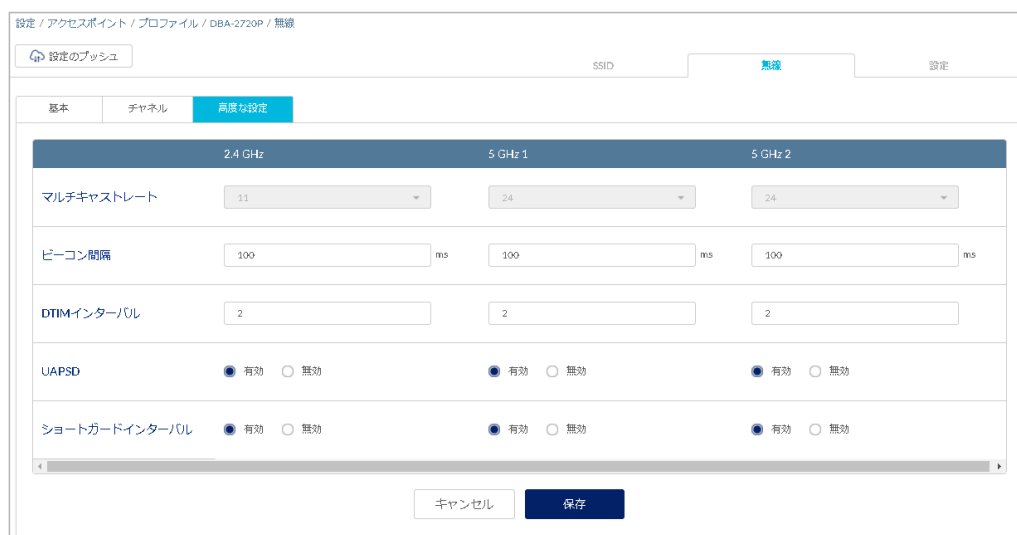 設定 / アクセスポイント / プロファイル / DBA-2720P / 無線
設定のプッシュ
SSID 無線 設定
基本 チャネル 高度な設定
2.4 GHz 5 GHz 1 5 GHz 2
マルチキャストレート 11 24 24
ビーコン間隔 100 ms 100 ms 100 ms
DTIMインターバル 2 2 2
UAPSD 有効 無効 有効 無効 有効 無効
ショートガードインターバル 有効 無効 有効 無効 有効 無効
キャンセル 保存